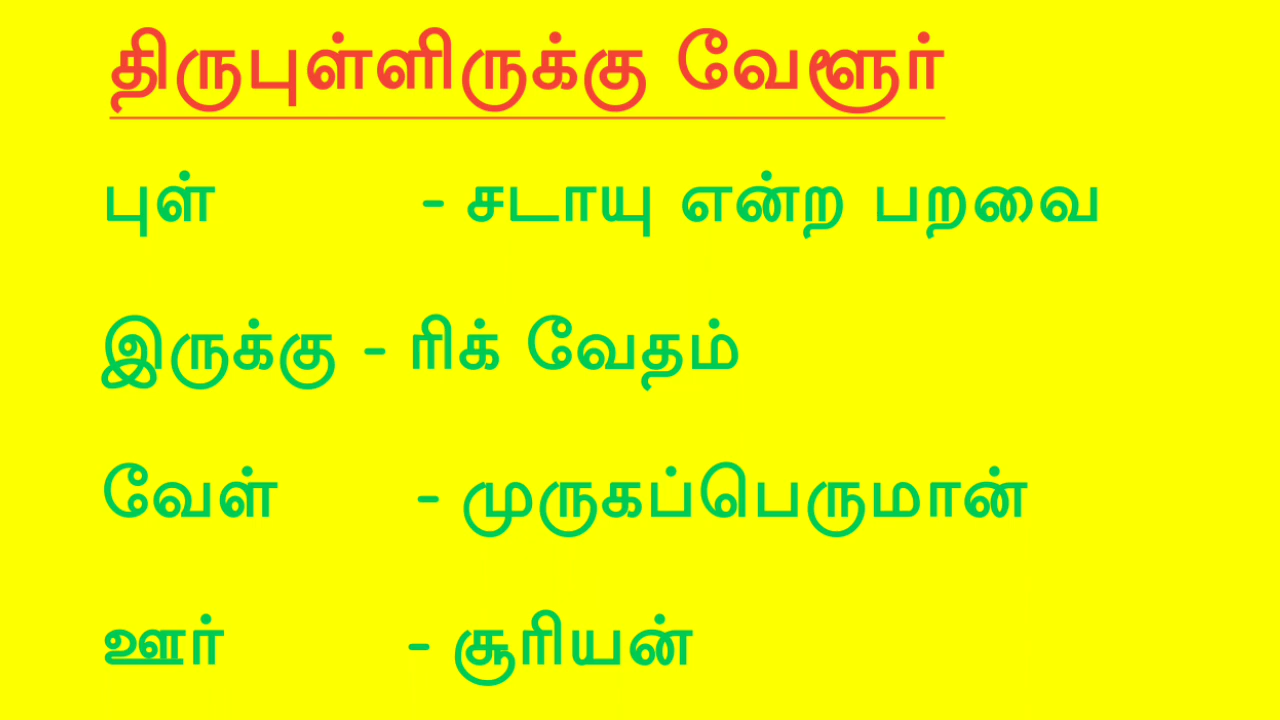 திருபுள்ளிருக்கு வேளூர்
புள் - சடாயு என்ற பறவை
இருக்கு - ரிக் வேதம்
வேள் - முருகப்பெருமான்
ஊர் - சூரியன்